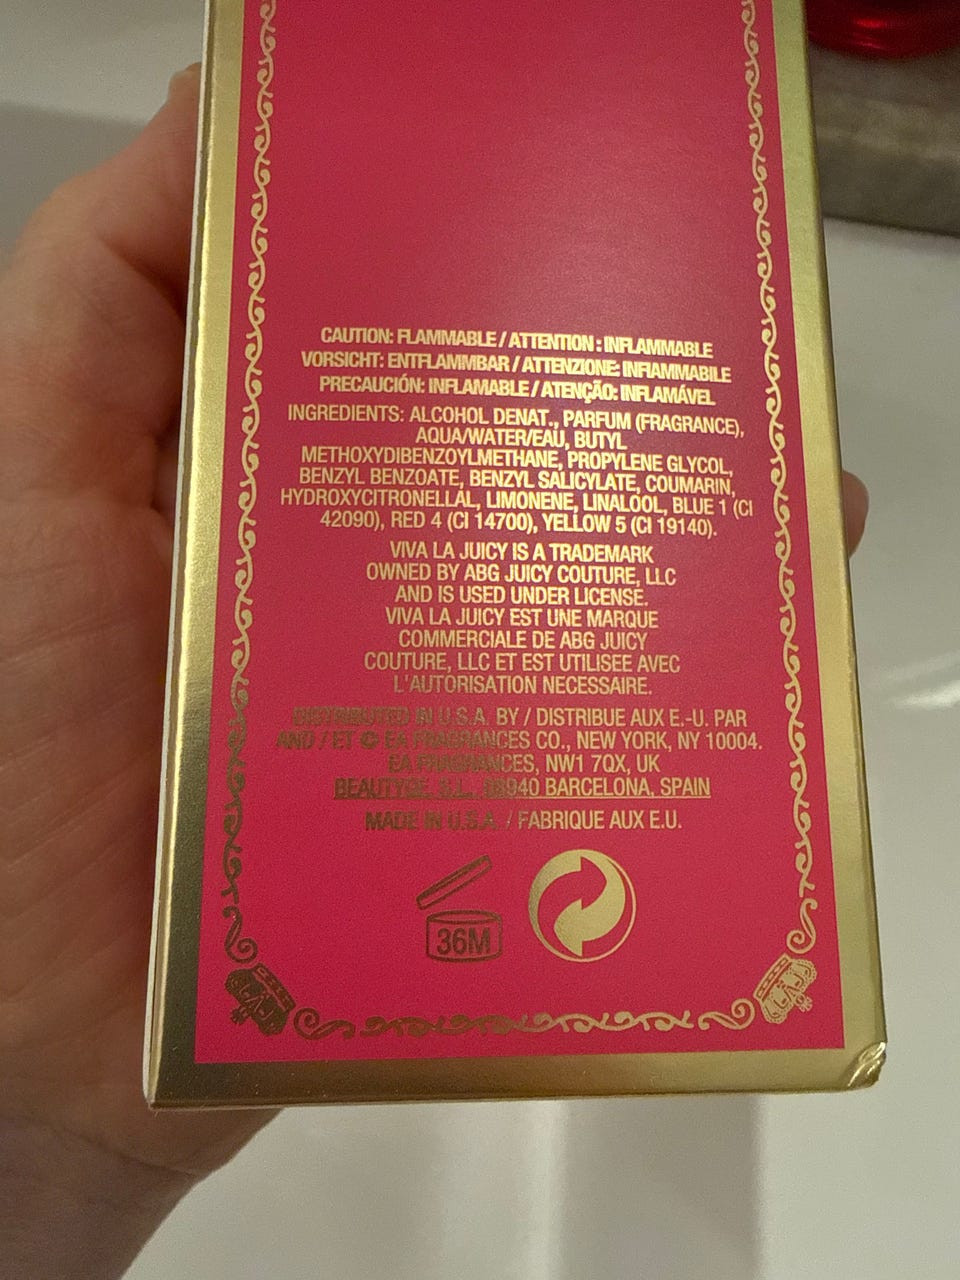 CAUTION: FLAMMABLE / ATTENTION : INFLAMMABLE
VORSICHT: ENTFLAMMBAR / ATTENZIONE: INFIAMMABILE
PRECAUCIÓN: INFLAMABLE / ATENÇÃO: INFLAMÁVEL
INGREDIENTS: ALCOHOL DENAT., PARFUM (FRAGRANCE),
AQUA/WATER/EAU, BUTYL
METHOXYDIBENZOYLMETHANE, PROPYLENE GLYCOL,
BENZYL BENZOATE, BENZYL SALICYLATE, COUMARIN,
HYDROXYCITRONELLAL, LIMONENE, LINALOOL, BLUE 1 (CI
42090), RED 4 (CI 14700), YELLOW 5 (CI 19140).
VIVA LA JUICY IS A TRADEMARK
OWNED BY ABG JUICY COUTURE, LLC
AND IS USED UNDER LICENSE.
VIVA LA JUICY EST UNE MARQUE
COMMERCIALE DE ABG JUICY
COUTURE, LLC ET EST UTILISEE AVEC
L'AUTORISATION NECESSAIRE.
DISTRIBUTED IN U.S.A. BY / DISTRIBUE AUX E.-U. PAR
AND / ET © EA FRAGRANCES CO., NEW YORK, NY 10004.
EA FRAGRANCES, NW1 7QX, UK
BEAUTYGE, S.L., 08940 BARCELONA. SPAIN
MADE IN U.S.A. / FABRIQUE AUX E.U.
36M